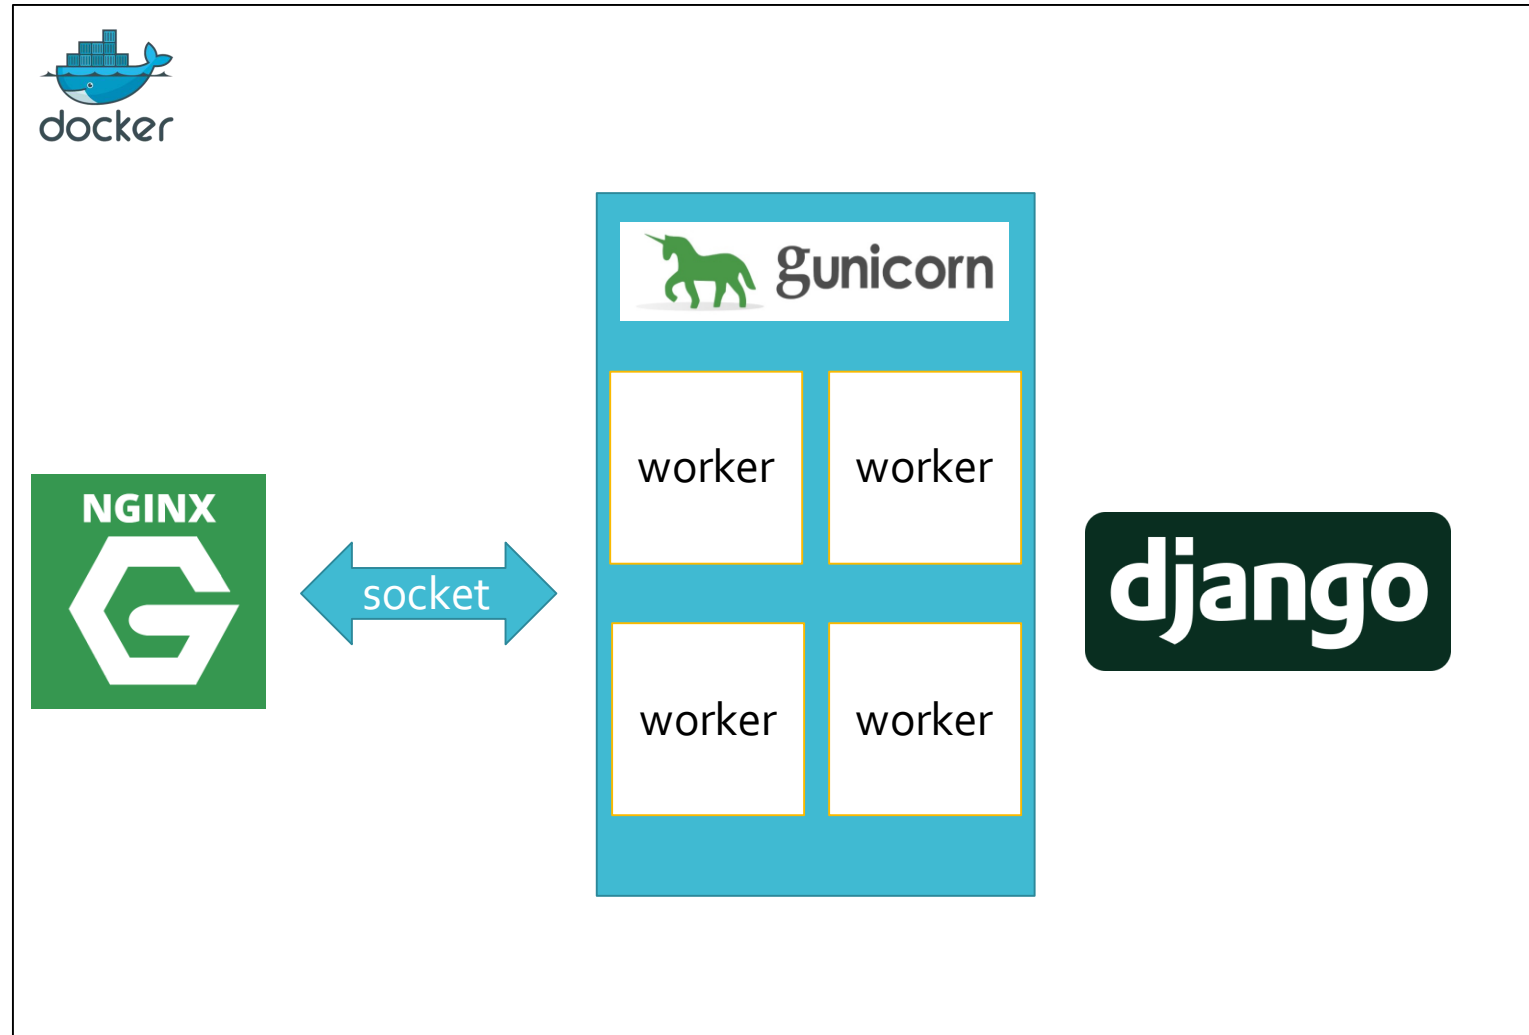 docker
gunicorn
worker worker
NGINX
socket
django
worker worker